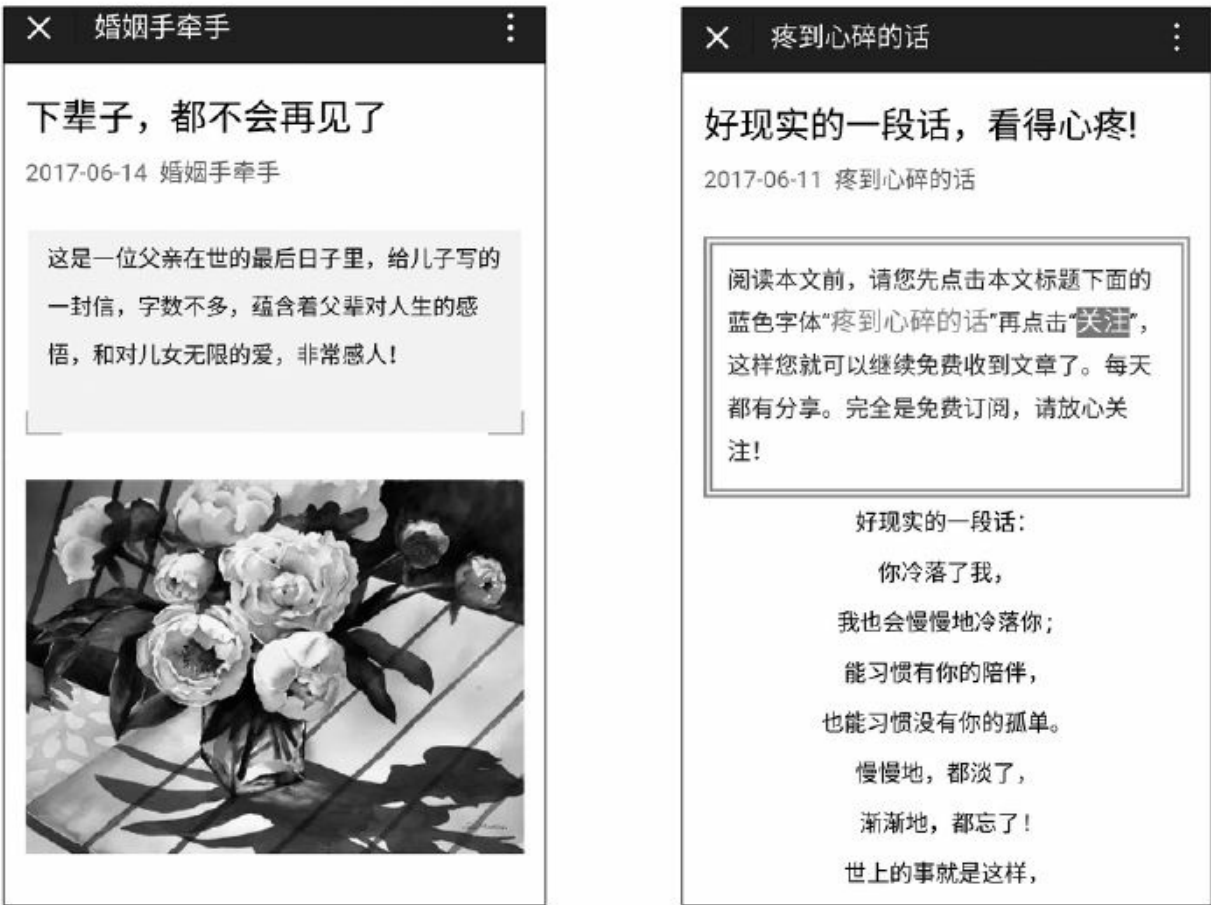 婚姻手牵手
下辈子，都不会再见了
2017-06-14 婚姻手牵手
这是一位父亲在世的最后日子里，给儿子写的
一封信，字数不多，蕴含着父辈对人生的感
悟，和对儿女无限的爱，非常感人！
疼到心碎的话
好现实的一段话，看得心疼!
2017-06-11 疼到心碎的话
阅读本文前，请您先点击本文标题下面的
蓝色字体“疼到心碎的话”再点击“关注”，
这样您就可以继续免费收到文章了。每天
都有分享。完全是免费订阅，请放心关
注！
好现实的一段话：
你冷落了我，
我也会慢慢地冷落你；
能习惯有你的陪伴，
也能习惯没有你的孤单。
慢慢地，都淡了，
渐渐地，都忘了！
世上的事就是这样，